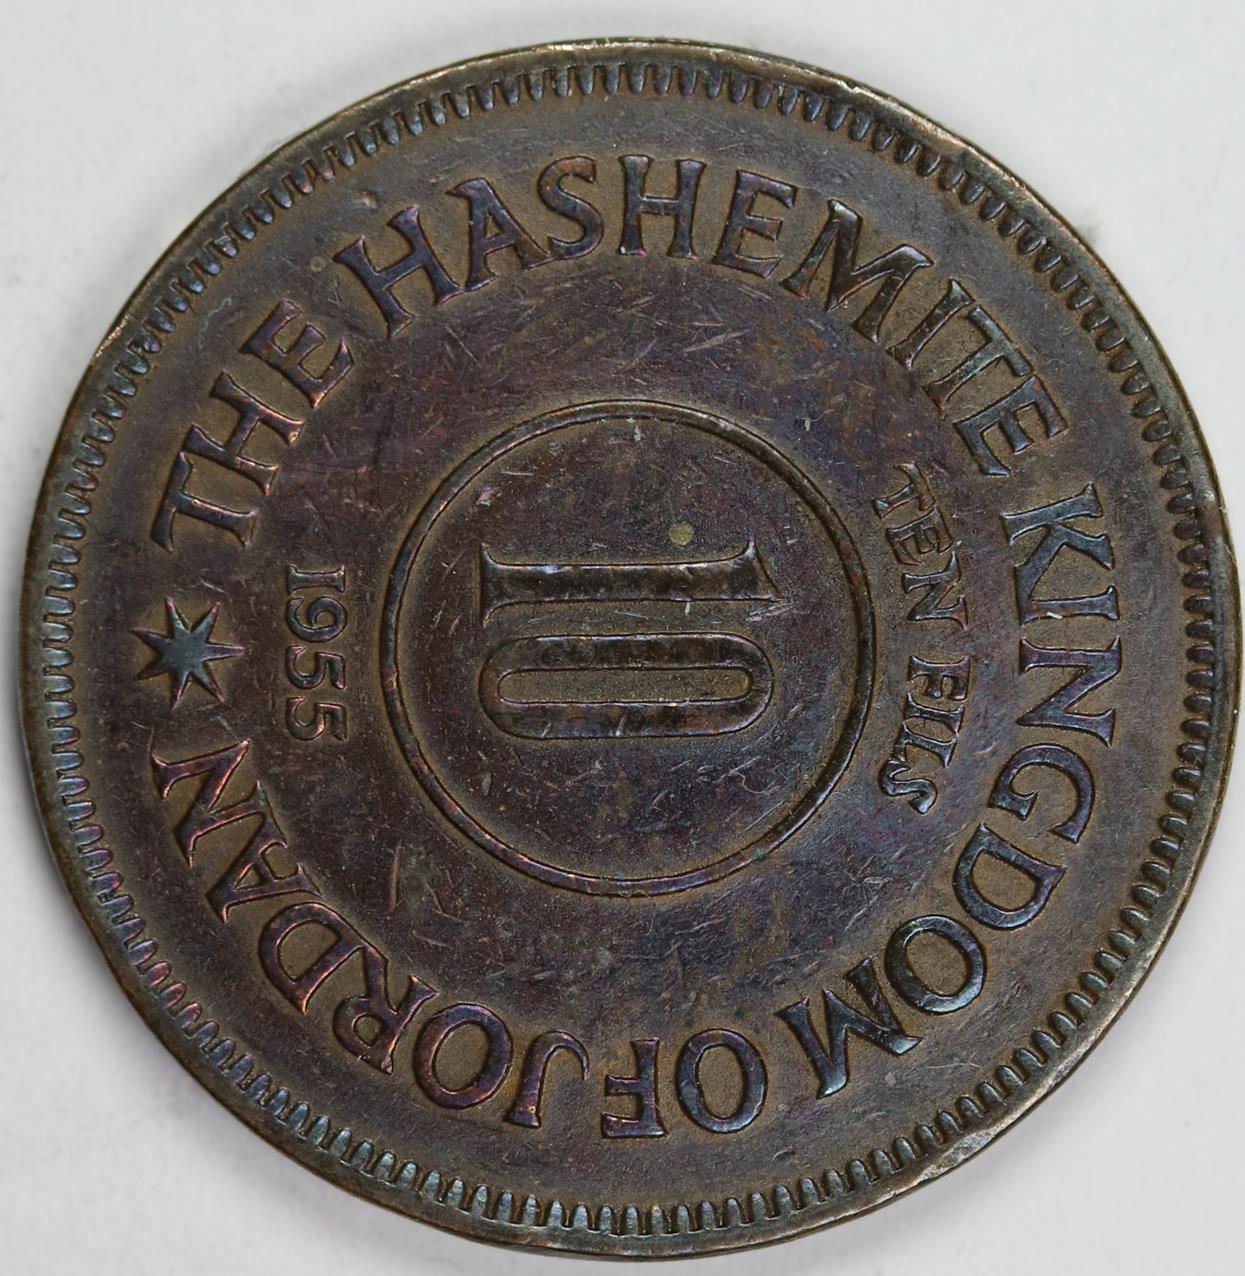 THE HASHEMITE KINGDOM OF JORDAN
TEN FILS
10
1955